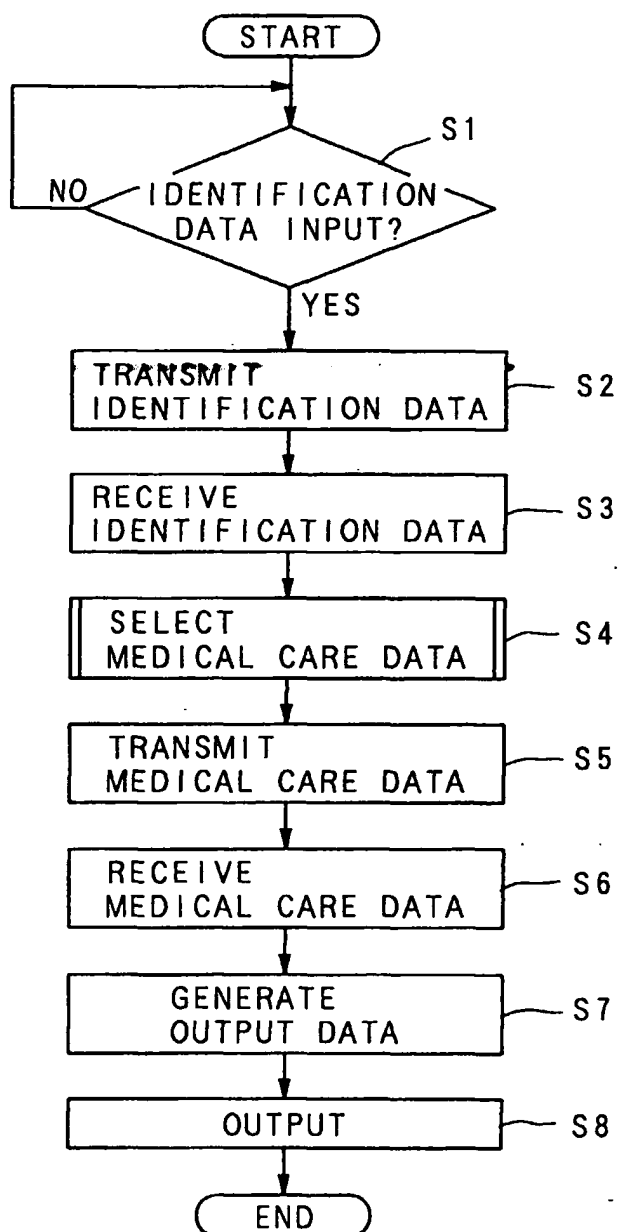 START
S1
NO
IDENTIFICATION
DATA INPUT?
YES
TRANSMIT
IDENTIFICATION DATA
S2
RECEIVE
IDENTIFICATION DATA
S3
SELECT
MEDICAL CARE DATA
S4
TRANSMIT
MEDICAL CARE DATA
S5
RECEIVE
MEDICAL CARE DATA
S6
GENERATE
OUTPUT DATA
S7
OUTPUT
S8
END